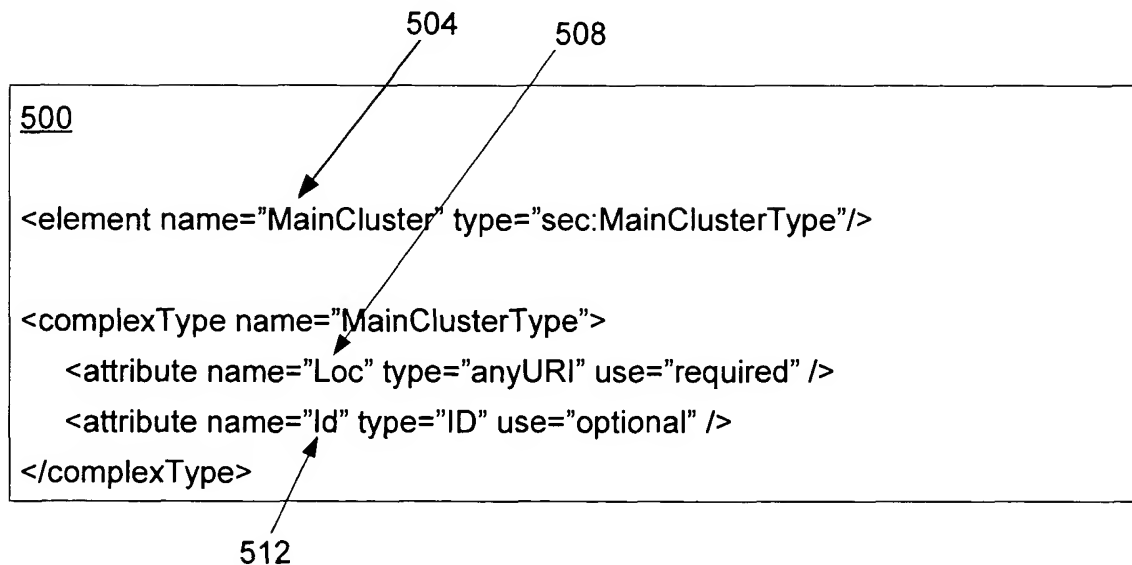 504
508
500
<element name=”MainCluster” type=”sec:MainClusterType”/>
<complexType name=”MainClusterType”>
<attribute name=”Loc” type=”anyURI” use=”required” />
<attribute name=”Id” type=”ID” use=”optional” />
</complexType>
512